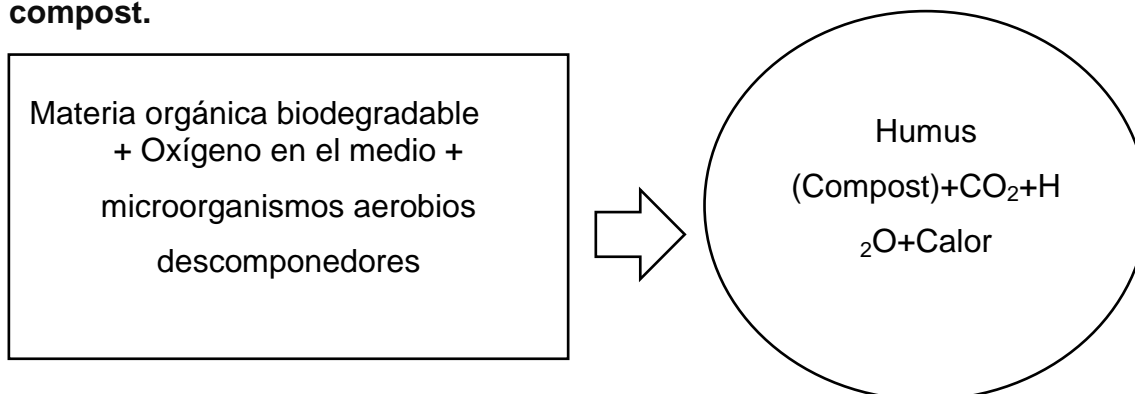 compost.
Materia orgánica biodegradable
+ Oxígeno en el medio +
microorganismos aerobios
descomponedores
Humus
(Compost)+CO₂+H
₂O+Calor